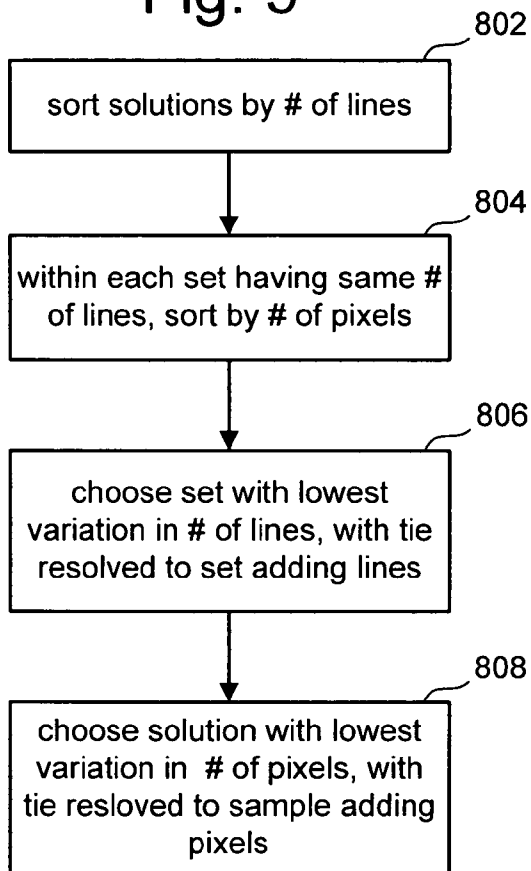 Fig.
802
sort solutions by # of lines
804
within each set having same #
of lines, sort by # of pixels
806
choose set with lowest
variation in # of lines, with tie
resolved to set adding lines
808
choose solution with lowest
variation in # of pixels, with
tie resloved to sample adding
pixels